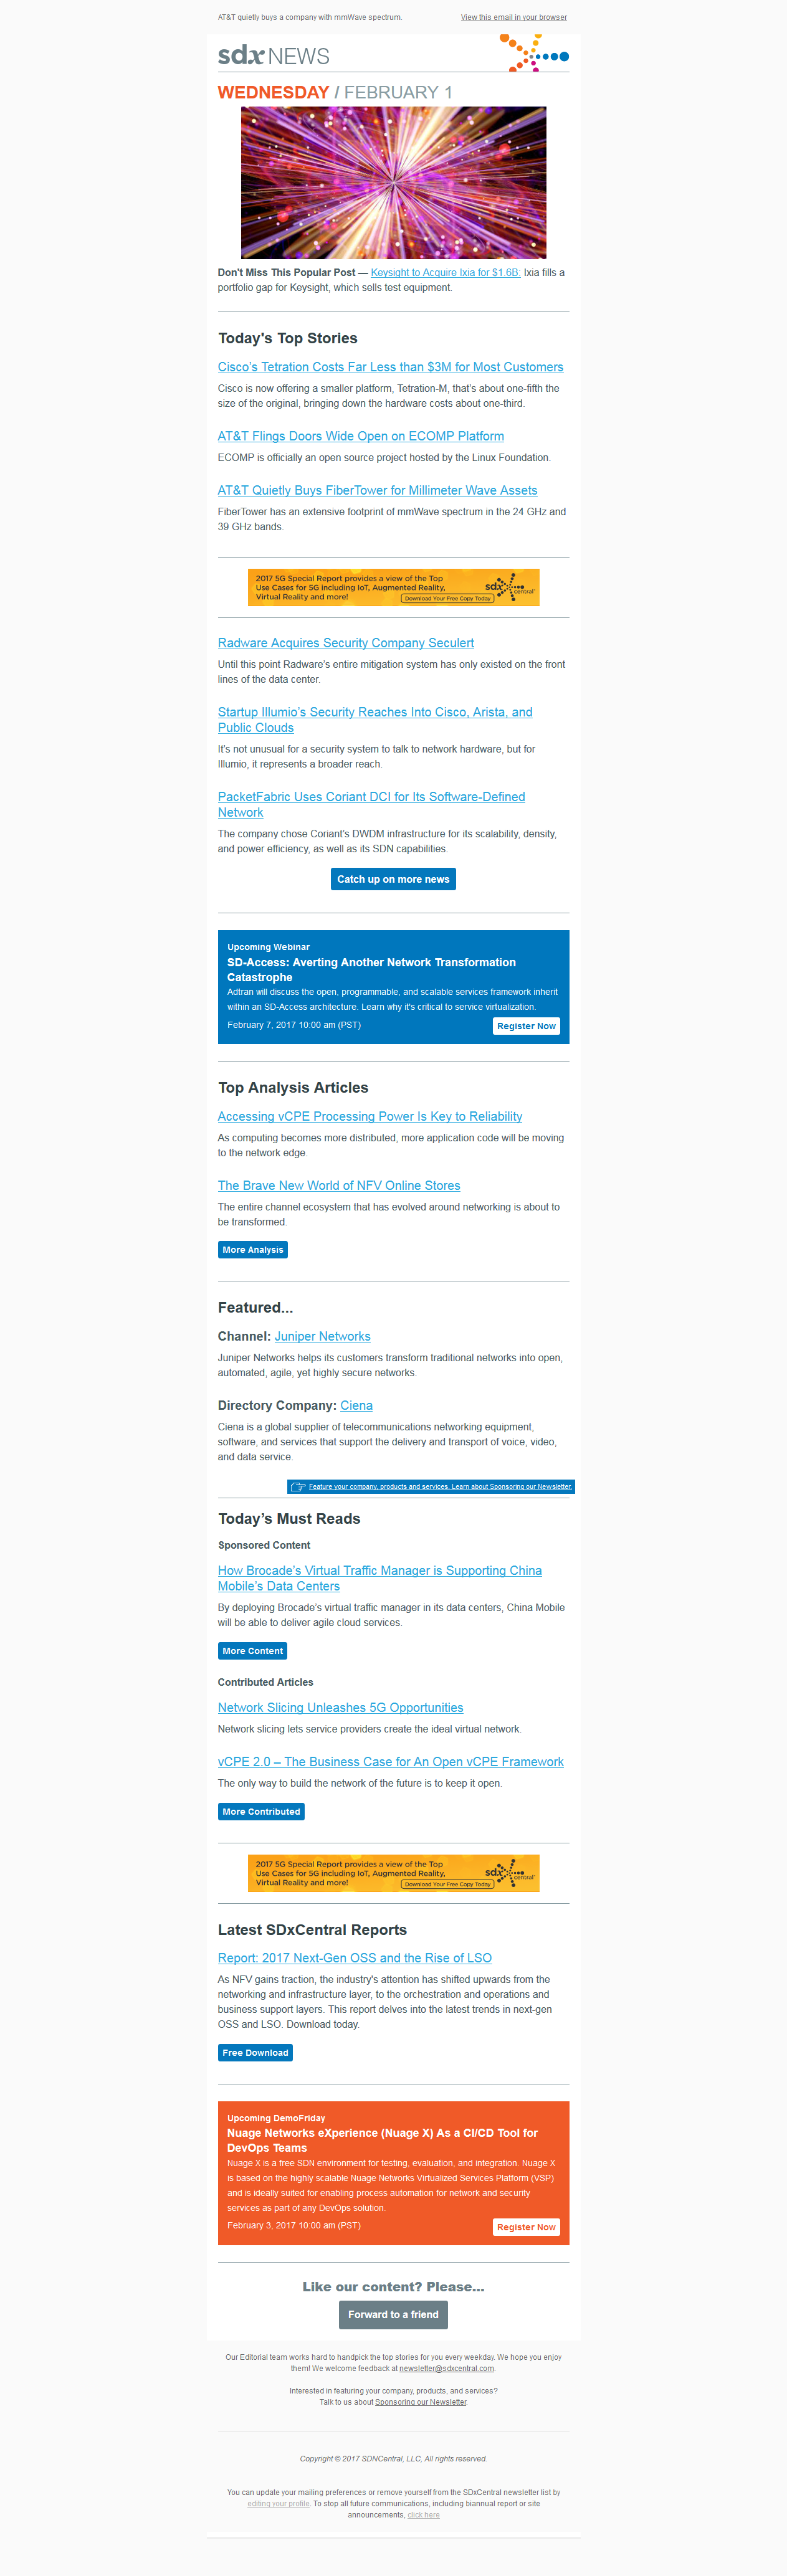 AT&T quietly buys a company with mmWave spectrum.
View this email in your browser
sdx NEWS
WEDNESDAY / FEBRUARY 1
Don't Miss This Popular Post — Keysight to Acquire Ixia for $1.6B: Ixia fills a
portfolio gap for Keysight, which sells test equipment.
Today's Top Stories
Cisco's Tetration Costs Far Less than $3M for Most Customers
Cisco is now offering a smaller platform, Tetration-M, that's about one-fifth the
size of the original, bringing down the hardware costs about one-third.
AT&T Flings Doors Wide Open on ECOMP Platform
ECOMP is officially an open source project hosted by the Linux Foundation.
AT&T Quietly Buys FiberTower for Millimeter Wave Assets
FiberTower has an extensive footprint of mmWave spectrum in the 24 GHz and
39 GHz bands.
2017 5G Special Report provides a view of the Top
Use Cases for 5G including IoT, Augmented Reality,
Virtual Reality and more!
Download Your Free Copy Today
sdx central
Radware Acquires Security Company Seculert
Until this point Radware's entire mitigation system has only existed on the front
lines of the data center.
Startup Illumio's Security Reaches Into Cisco, Arista, and
Public Clouds
It's not unusual for a security system to talk to network hardware, but for
Illumio, it represents a broader reach.
PacketFabric Uses Coriant DCI for Its Software-Defined
Network
The company chose Coriant's DWDM infrastructure for its scalability, density,
and power efficiency, as well as its SDN capabilities.
Catch up on more news
Upcoming Webinar
SD-Access: Averting Another Network Transformation
Catastrophe
Adtran will discuss the open, programmable, and scalable services framework inherit
within an SD-Access architecture. Learn why it's critical to service virtualization.
February 7, 2017 10:00 am (PST)
Register Now
Top Analysis Articles
Accessing vCPE Processing Power Is Key to Reliability
As computing becomes more distributed, more application code will be moving
to the network edge.
The Brave New World of NFV Online Stores
The entire channel ecosystem that has evolved around networking is about to
be transformed.
More Analysis
Featured...
Channel: Juniper Networks
Juniper Networks helps its customers transform traditional networks into open,
automated, agile, yet highly secure networks.
Directory Company: Ciena
Ciena is a global supplier of telecommunications networking equipment,
software, and services that support the delivery and transport of voice, video,
and data service.
Feature your company, products and services. Learn about Sponsoring our Newsletter.
Today's Must Reads
Sponsored Content
How Brocade's Virtual Traffic Manager is Supporting China
Mobile's Data Centers
By deploying Brocade's virtual traffic manager in its data centers, China Mobile
will be able to deliver agile cloud services.
More Content
Contributed Articles
Network Slicing Unleashes 5G Opportunities
Network slicing lets service providers create the ideal virtual network.
vCPE 2.0 – The Business Case for An Open vCPE Framework
The only way to build the network of the future is to keep it open.
More Contributed
2017 5G Special Report provides a view of the Top
Use Cases for 5G including IoT, Augmented Reality,
Virtual Reality and more!
Download Your Free Copy Today
sdx central
Latest SDxCentral Reports
Report: 2017 Next-Gen OSS and the Rise of LSO
As NFV gains traction, the industry's attention has shifted upwards from the
networking and infrastructure layer, to the orchestration and operations and
business support layers. This report delves into the latest trends in next-gen
OSS and LSO. Download today.
Free Download
Upcoming DemoFriday
Nuage Networks eXperience (Nuage X) As a CI/CD Tool for
DevOps Teams
Nuage X is a free SDN environment for testing, evaluation, and integration. Nuage X
is based on the highly scalable Nuage Networks Virtualized Services Platform (VSP)
and is ideally suited for enabling process automation for network and security
services as part of any DevOps solution.
February 3, 2017 10:00 am (PST)
Register Now
Like our content? Please...
Forward to a friend
Our Editorial team works hard to handpick the top stories for you every weekday. We hope you enjoy
them! We welcome feedback at newsletter@sdxcentral.com.
Interested in featuring your company, products, and services?
Talk to us about Sponsoring our Newsletter.
Copyright © 2017 SDNCentral, LLC, All rights reserved.
You can update your mailing preferences or remove yourself from the SDxCentral newsletter list by
editing your profile. To stop all future communications, including biannual report or site
announcements, click here